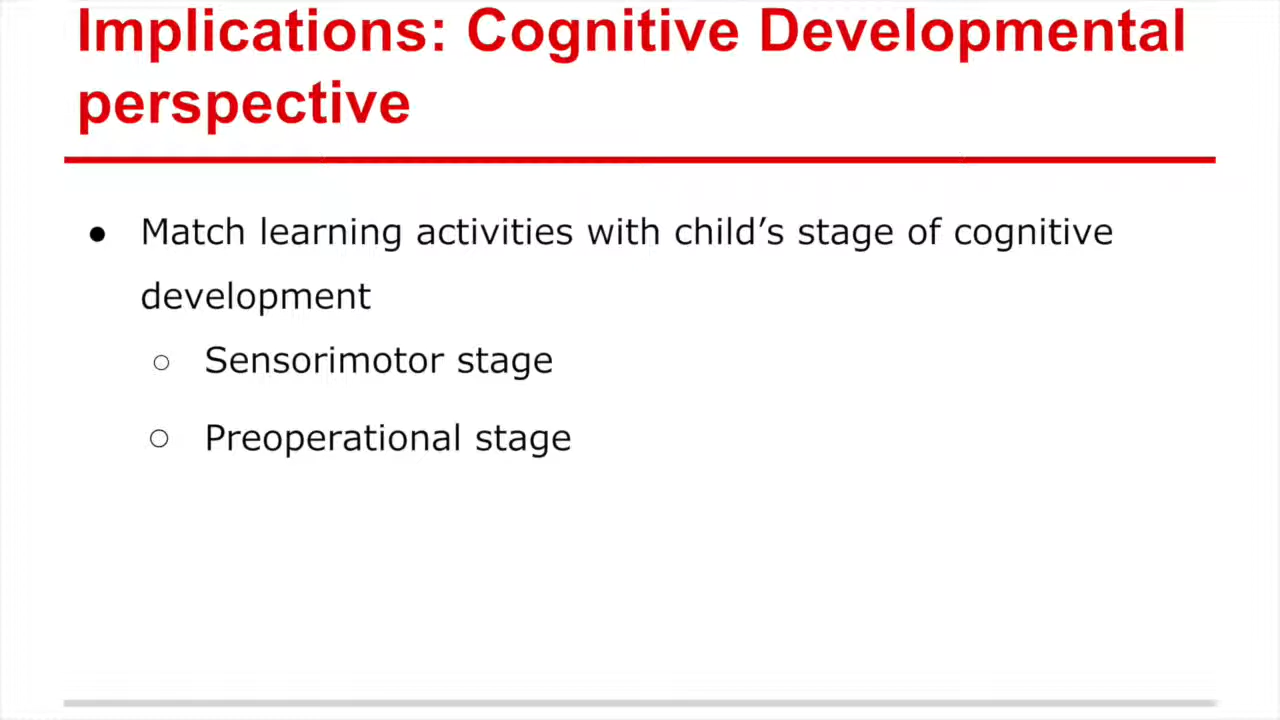 Implications: Cognitive Developmental
perspective
● Match learning activities with child’s stage of cognitive
development
○ Sensorimotor stage
○ Preoperational stage